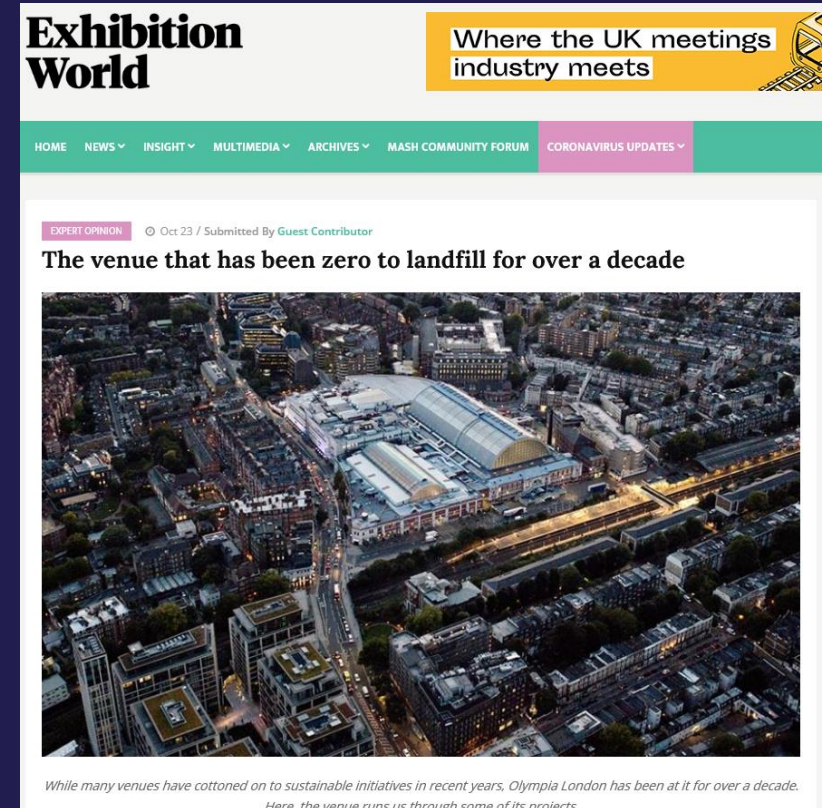 Exhibition
World
Where the UK meetings
industry meets
HOME NEWS INSIGHT MULTIMEDIA ARCHIVES MASH COMMUNITY FORUM CORONAVIRUS UPDATES
EXPERT OPINION Oct 23 / Submitted By Guest Contributor
The venue that has been zero to landfill for over a decade
While many venues have cottoned on to sustainable initiatives in recent years, Olympia London has been at it for over a decade.
Here, the venue runs us through some of its projects